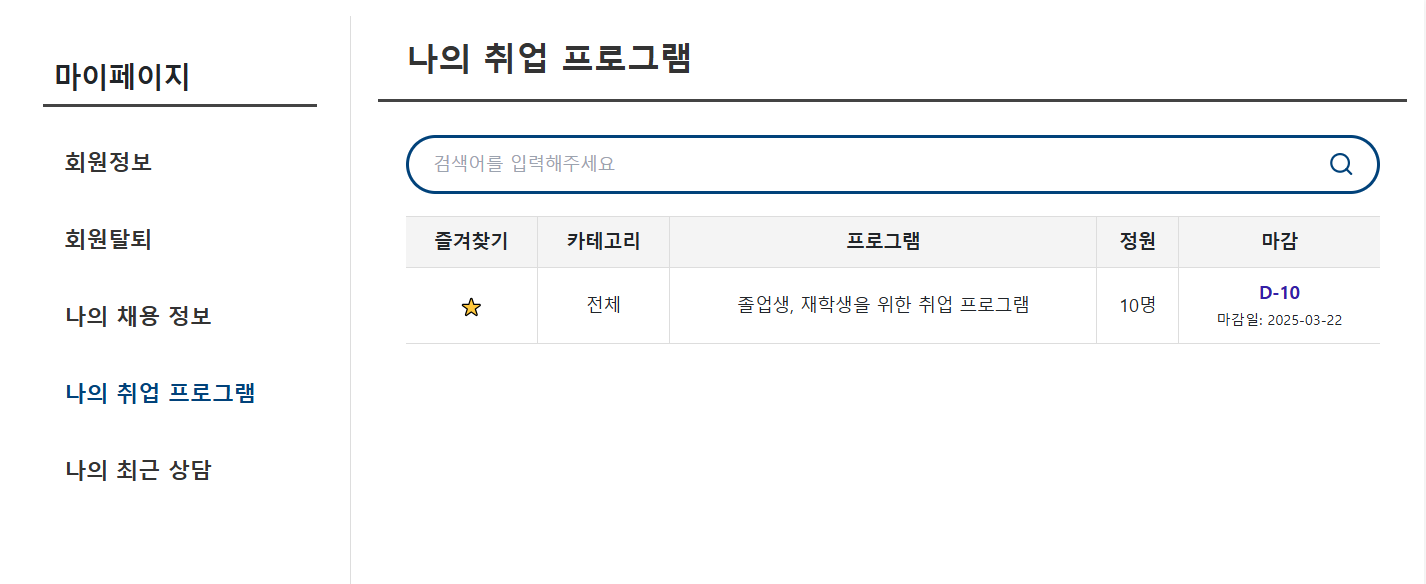 마이페이지
회원정보
회원탈퇴
나의 채용 정보
나의 취업 프로그램
나의 최근 상담
나의 취업 프로그램
검색어를 입력해주세요
즐겨찾기 카테고리 프로그램 정원 마감
전체 졸업생, 재학생을 위한 취업 프로그램 10명 D-10
마감일: 2025-03-22